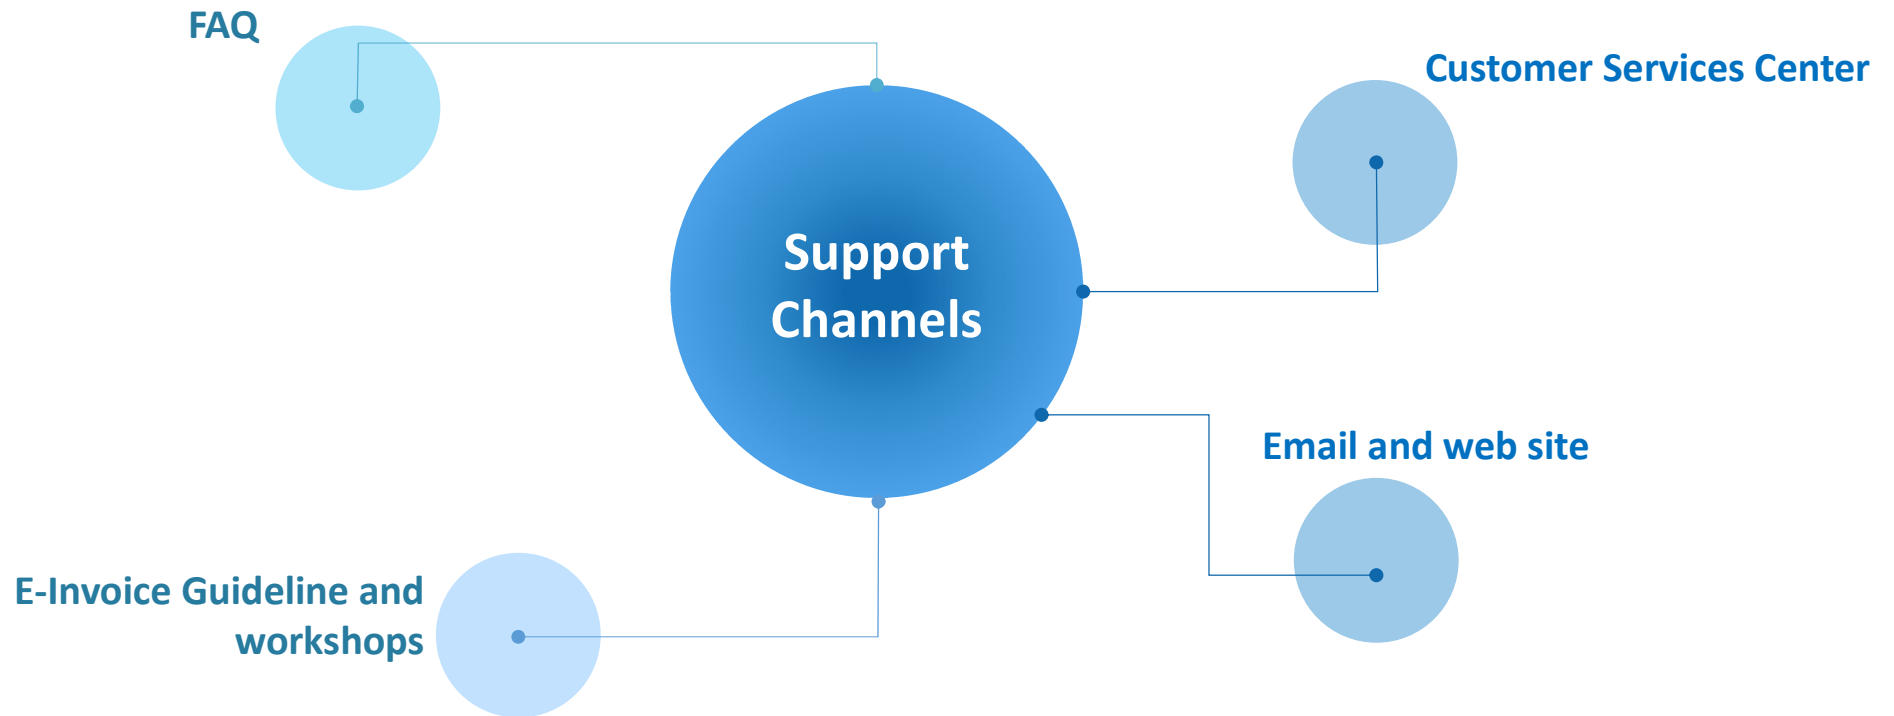 FAQ
Customer Services Center
Support
Channels
Email and web site
E-Invoice Guideline and
workshops